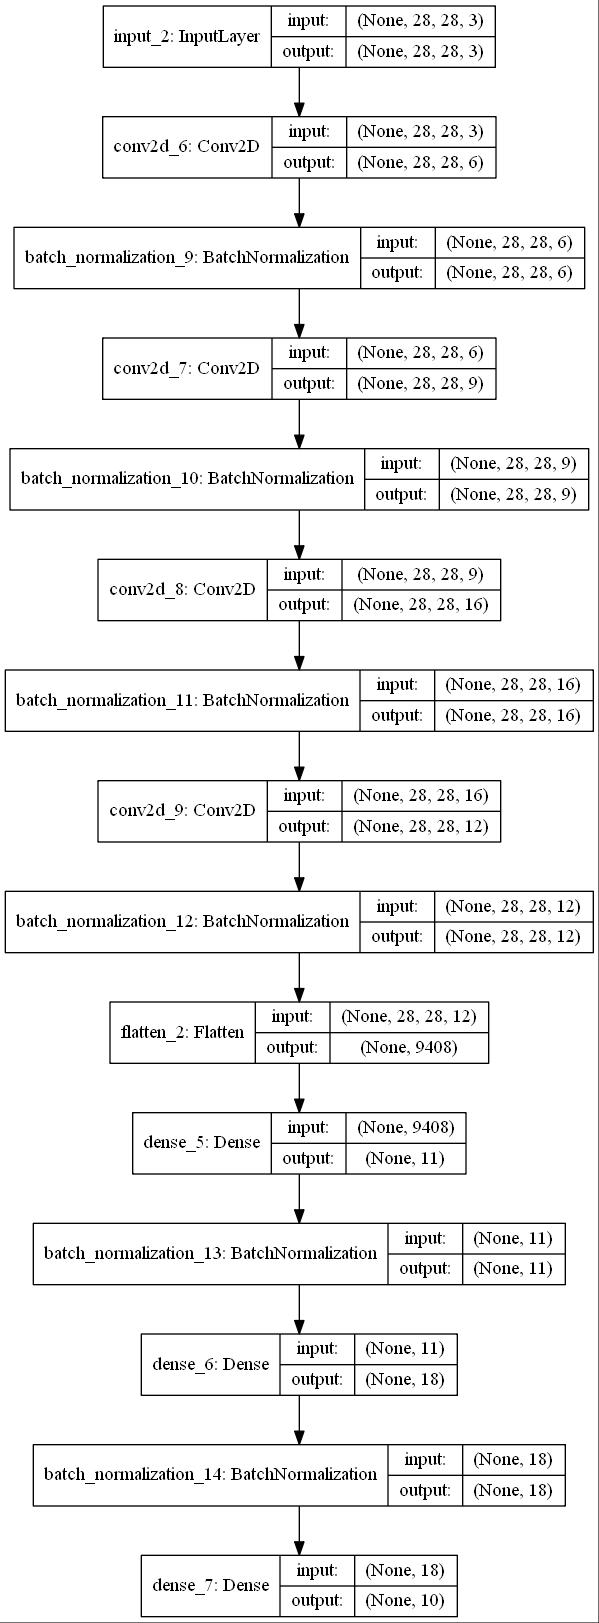 input_2: InputLayer
input: (None, 28, 28, 3)
output: (None, 28, 28, 3)
conv2d_6: Conv2D
input: (None, 28, 28, 3)
output: (None, 28, 28, 6)
batch_normalization_9: BatchNormalization
input: (None, 28, 28, 6)
output: (None, 28, 28, 6)
conv2d_7: Conv2D
input: (None, 28, 28, 6)
output: (None, 28, 28, 9)
batch_normalization_10: BatchNormalization
input: (None, 28, 28, 9)
output: (None, 28, 28, 9)
conv2d_8: Conv2D
input: (None, 28, 28, 9)
output: (None, 28, 28, 16)
batch_normalization_11: BatchNormalization
input: (None, 28, 28, 16)
output: (None, 28, 28, 16)
conv2d_9: Conv2D
input: (None, 28, 28, 16)
output: (None, 28, 28, 12)
batch_normalization_12: BatchNormalization
input: (None, 28, 28, 12)
output: (None, 28, 28, 12)
flatten_2: Flatten
input: (None, 28, 28, 12)
output: (None, 9408)
dense_5: Dense
input: (None, 9408)
output: (None, 11)
batch_normalization_13: BatchNormalization
input: (None, 11)
output: (None, 11)
dense_6: Dense
input: (None, 11)
output: (None, 18)
batch_normalization_14: BatchNormalization
input: (None, 18)
output: (None, 18)
dense_7: Dense
input: (None, 18)
output: (None, 10)